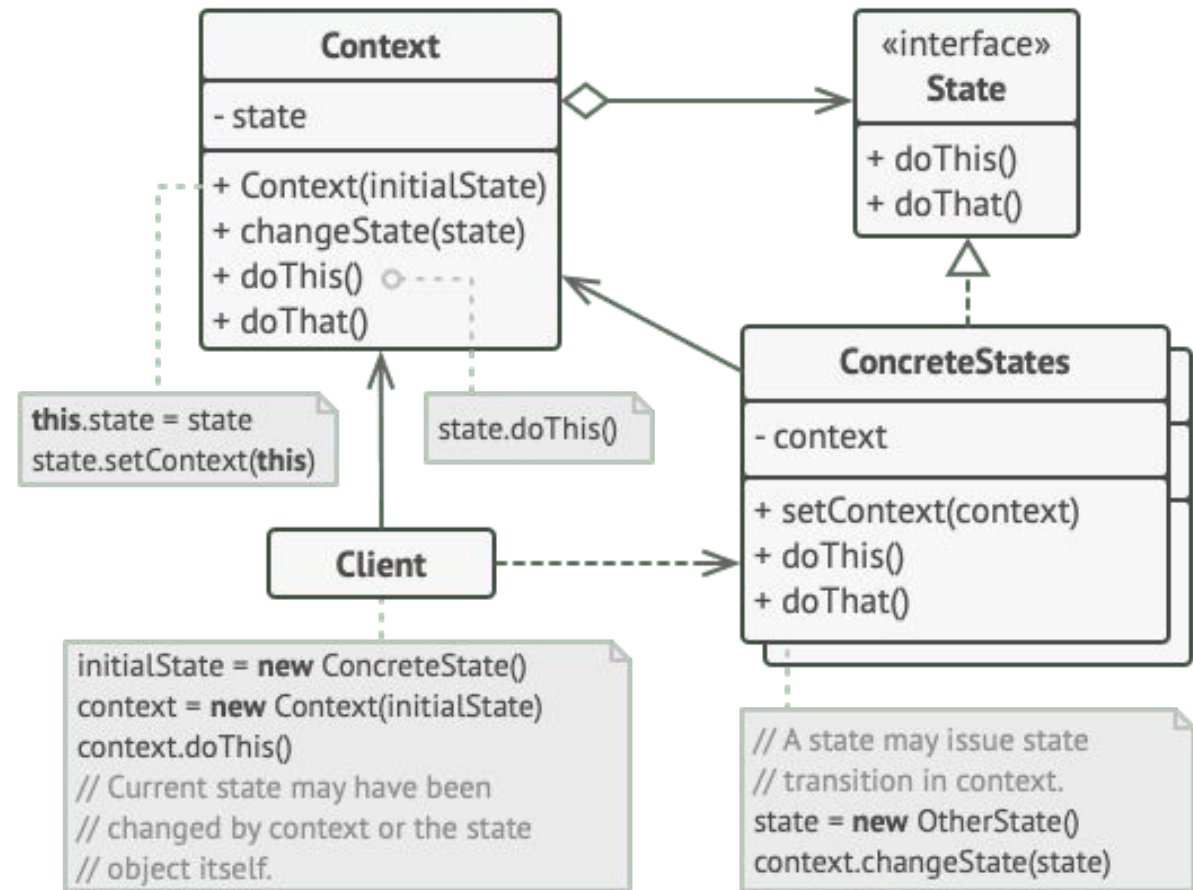 Context
- state
+ Context(initialState)
+ changeState(state)
+ doThis()
+ doThat()
«interface»
State
+ doThis()
+ doThat()
this.state = state
state.setContext(this)
state.doThis()
ConcreteStates
- context
+ setContext(context)
+ doThis()
+ doThat()
Client
initialState = new ConcreteState()
context = new Context(initialState)
context.doThis()
// Current state may have been
// changed by context or the state
// object itself.
// A state may issue state
// transition in context.
state = new OtherState()
context.changeState(state)